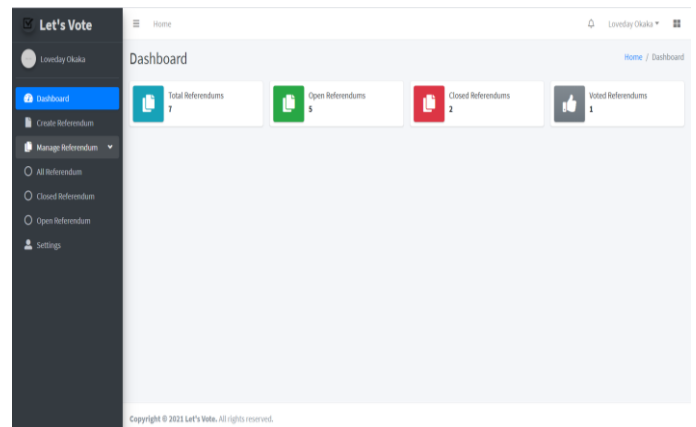 Let's Vote
Home
Loveday Okaka
Loveday Okaka
Dashboard
Home / Dashboard
Dashboard
Create Referendum
Manage Referendum
All Referendum
Closed Referendum
Open Referendum
Settings
Total Referendums
7
Open Referendums
5
Closed Referendums
2
Voted Referendums
1
Copyright © 2021 Let's Vote. All rights reserved.